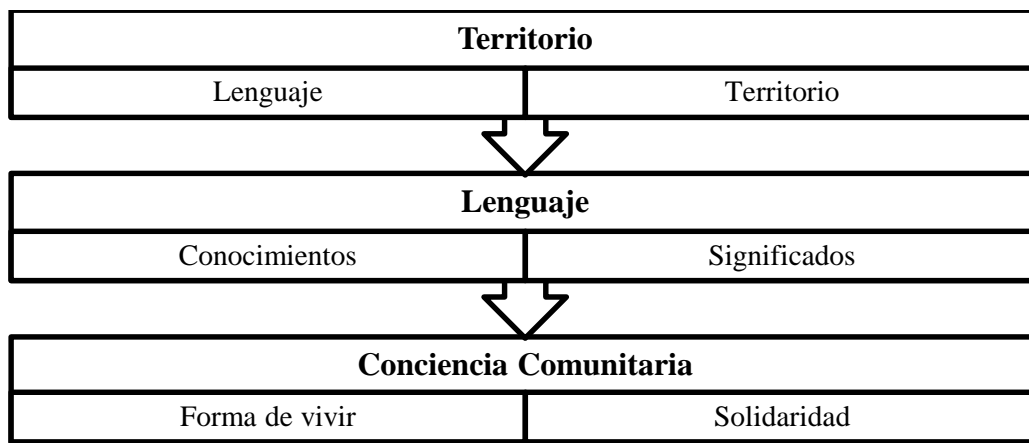 Territorio
Lenguaje Territorio
Lenguaje
Conocimientos Significados
Conciencia Comunitaria
Forma de vivir Solidaridad